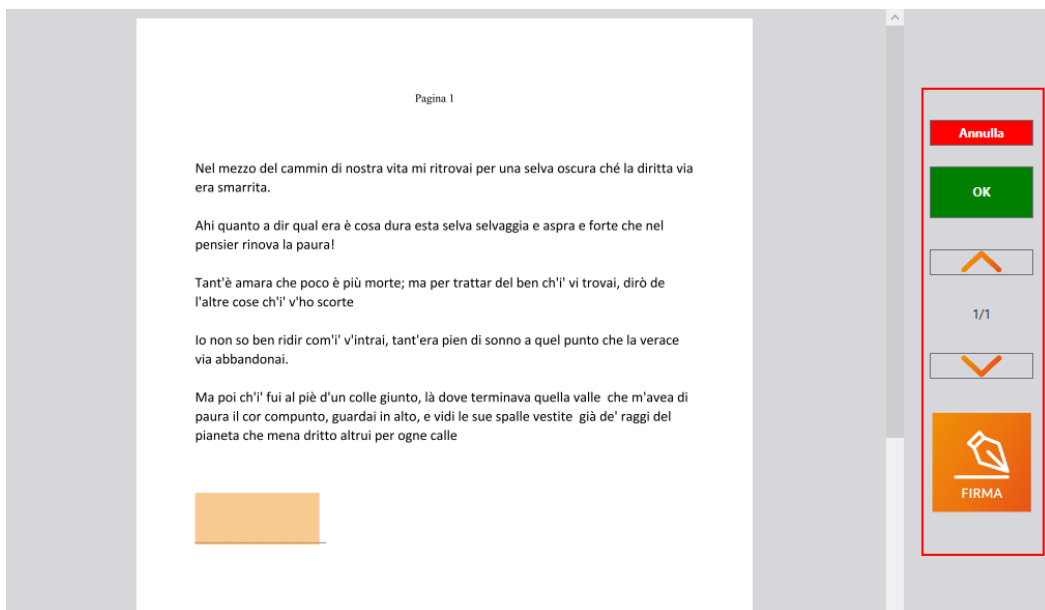 Pagina 1
Nel mezzo del cammin di nostra vita mi ritrovai per una selva oscura ché la diritta via
era smarrita.
Ahi quanto a dir qual era è cosa dura esta selva selvaggia e aspra e forte che nel
pensier rinova la paura!
Tant'è amara che poco è più morte; ma per trattar del ben ch'i' vi trovai, dirò de
l'altre cose ch'i' v'ho scorte
Io non so ben ridir com'i' v'intrai, tant'era pien di sonno a quel punto che la verace
via abbandonai.
Ma poi ch'i' fui al piè d'un colle giunto, là dove terminava quella valle  che m'avea di
paura il cor compunto, guardai in alto, e vidi le sue spalle vestite  già de' raggi del
pianeta che mena dritto altrui per ogne calle
Annulla
OK
1/1
FIRMA